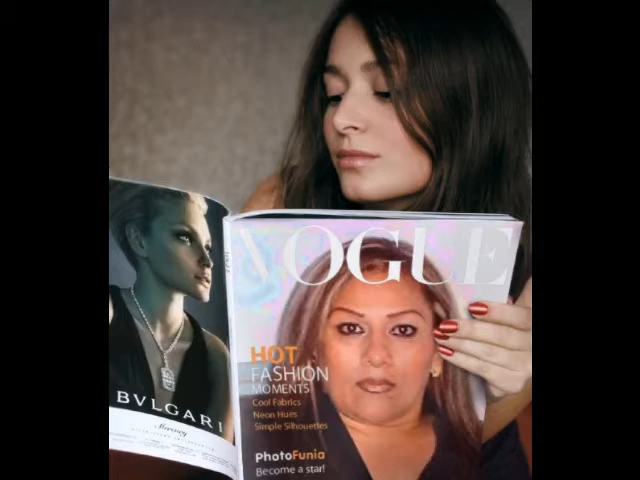 VOGUE
HOT
FASHION
MOMENTS
Cool Fabrics
Neon Hues
Simple Silhouettes
PhotoFunia
Become a star!
BVLGARI